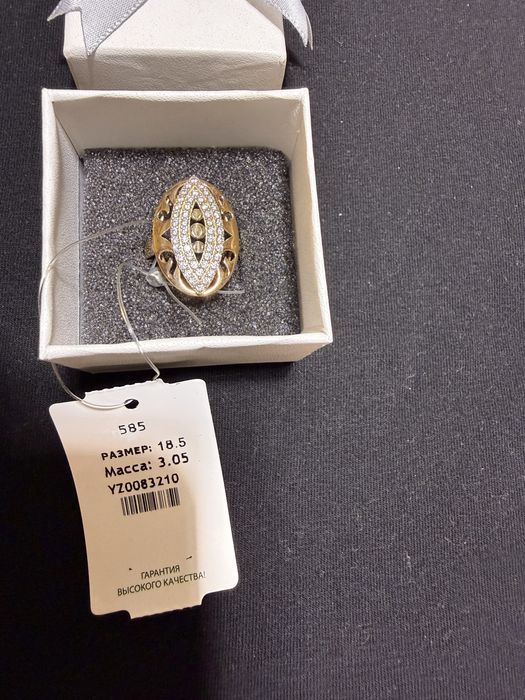 585
РАЗМЕР: 18.5
Масса: 3.05
YZ0083210
ГАРАНТИЯ
ВЫСОКОГО КАЧЕСТВА!